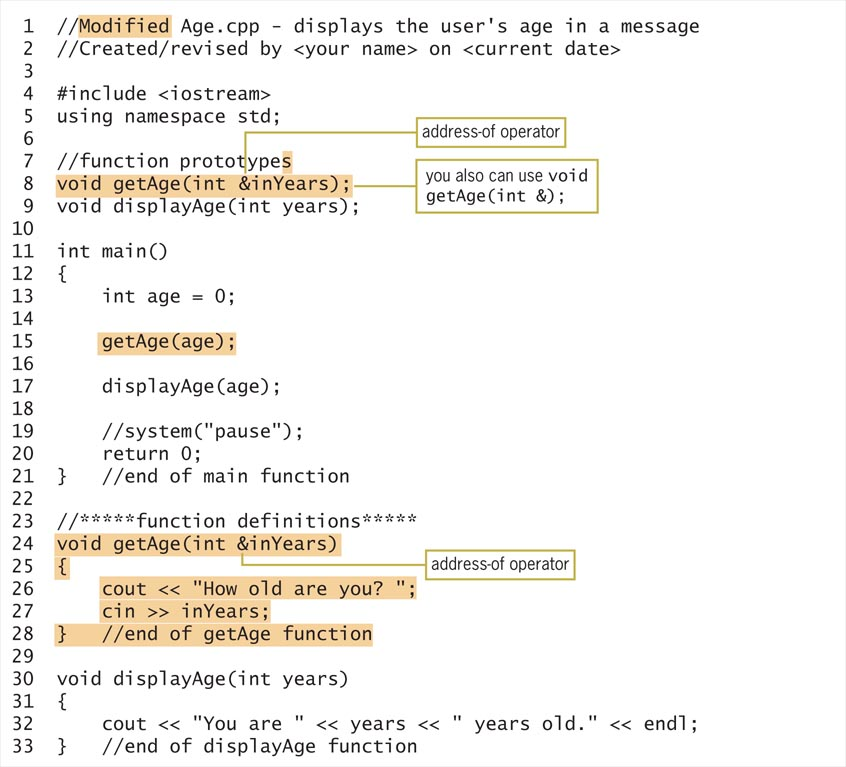 1 //Modified Age.cpp – displays the user's age in a message
2 //Created/revised by <your name> on <current date>
3
4 #include <iostream>
5 using namespace std;
6
address-of operator
7 //function prototypes
8 void getAge(int &inYears);
you also can use void
getAge(int &);
9 void displayAge(int years);
10
11 int main()
12 {
13     int age = 0;
14
15     getAge(age);
16
17     displayAge(age);
18
19     //system("pause");
20     return 0;
21 }   //end of main function
22
23 //*****function definitions*****
24 void getAge(int &inYears)
address-of operator
25 {
26     cout << "How old are you? ";
27     cin >> inYears;
28 }   //end of getAge function
29
30 void displayAge(int years)
31 {
32     cout << "You are " << years << " years old." << endl;
33 }   //end of displayAge function